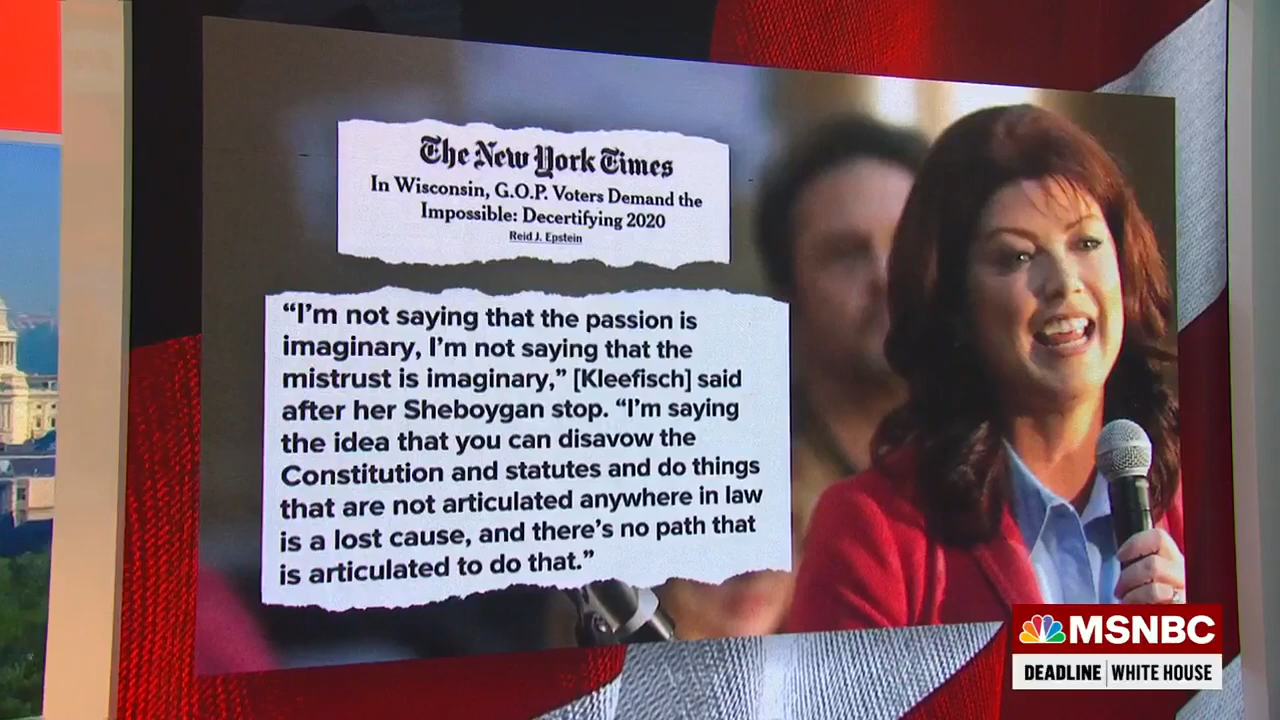 The New York Times
In Wisconsin, G.O.P. Voters Demand the
Impossible: Decertifying 2020
Reid J. Epstein
“I’m not saying that the passion is
imaginary, I’m not saying that the
mistrust is imaginary,” [Kleefisch] said
after her Sheboygan stop. “I’m saying
the idea that you can disavow the
Constitution and statutes and do things
that are not articulated anywhere in law
is a lost cause, and there’s no path that
is articulated to do that.”
MSNBC
DEADLINE | WHITE HOUSE